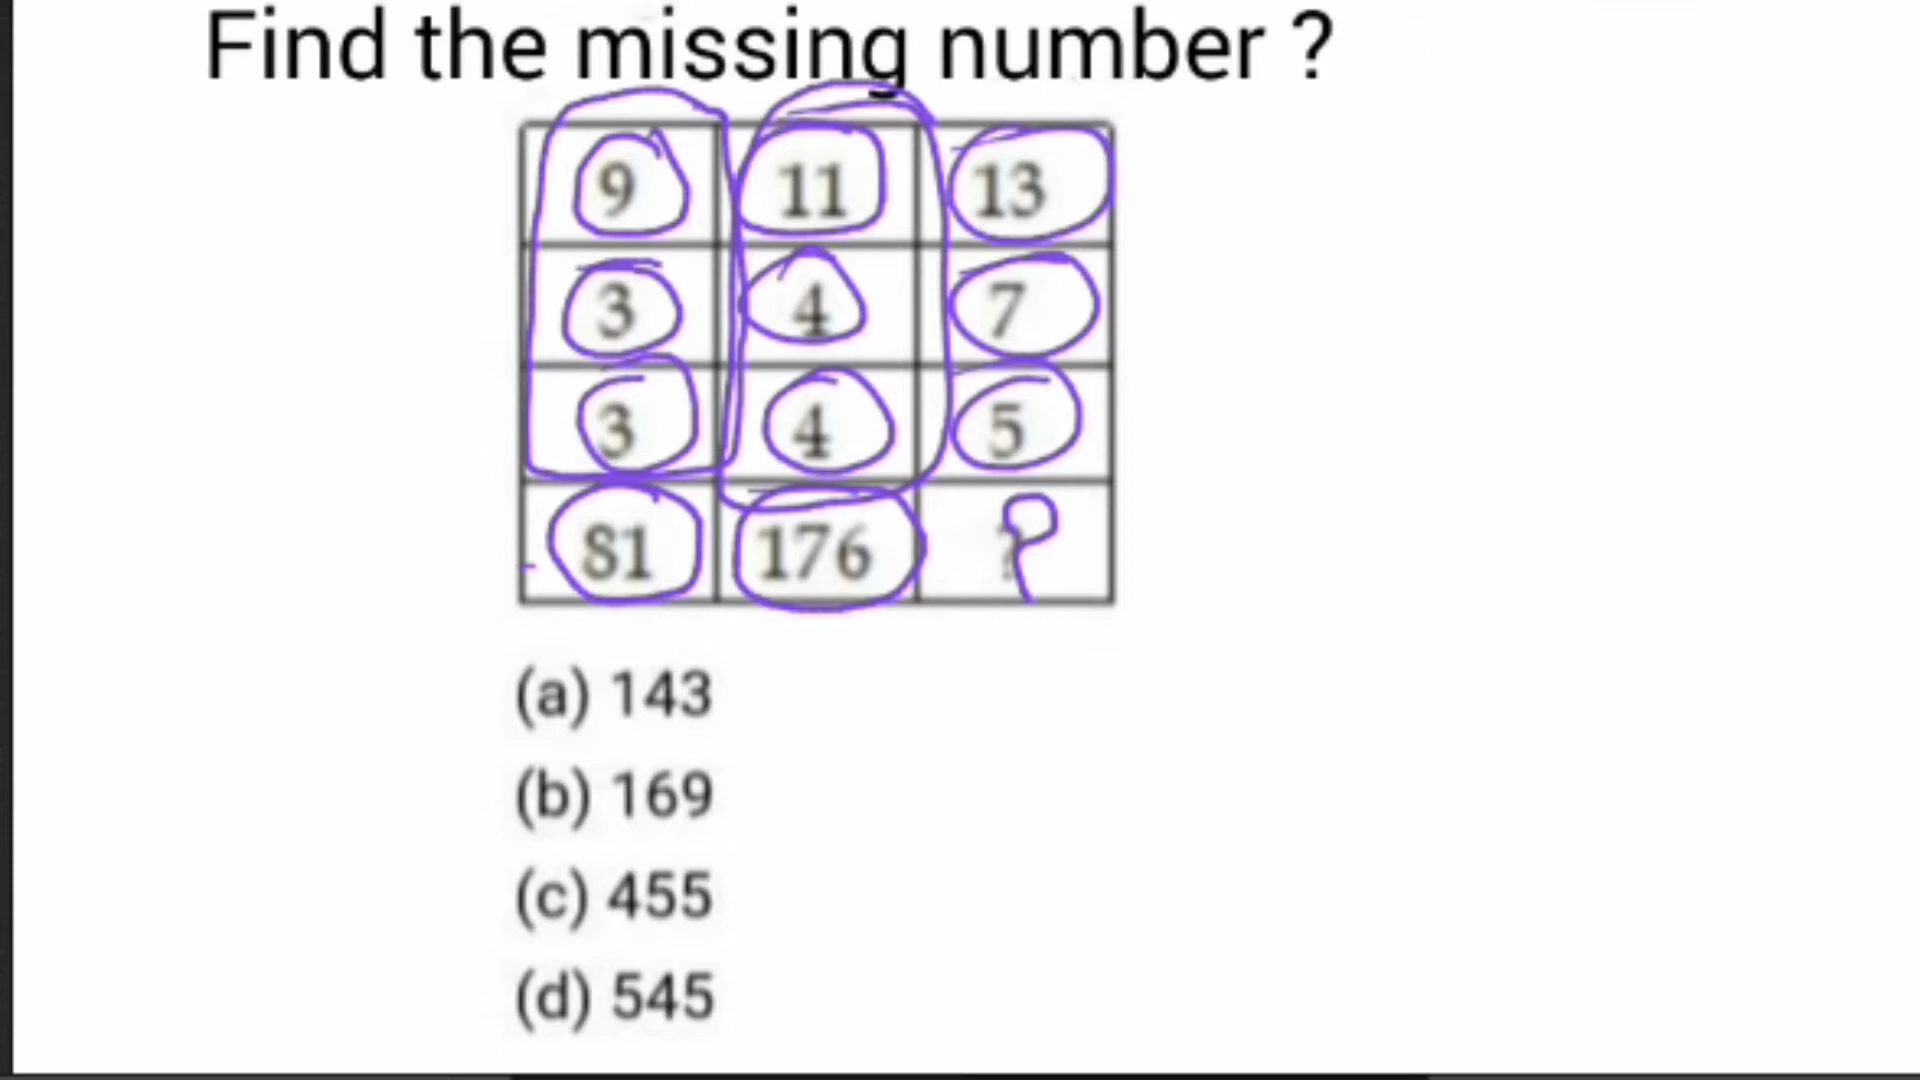 Find the missing number ?
9 11 13
3 4 7
3 4 5
81 176 ?
(a) 143
(b) 169
(c) 455
(d) 545